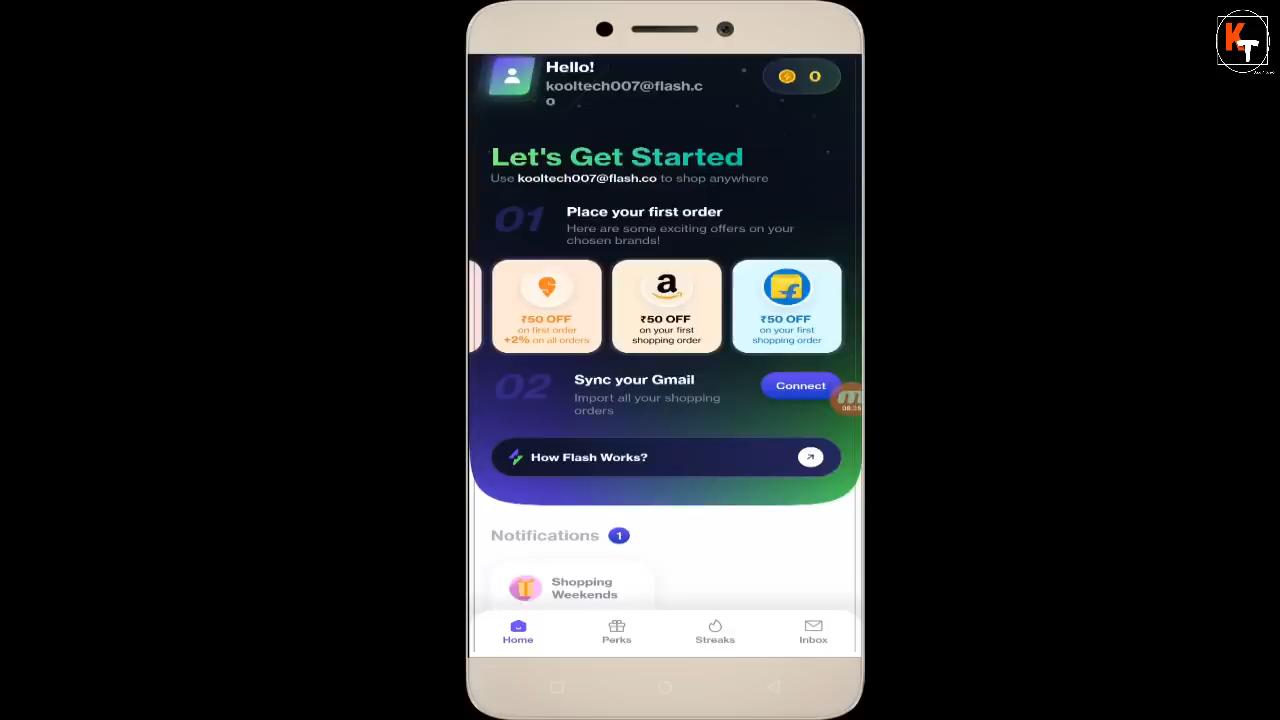 KT
Hello!
kooltech007@flash.c
o
0
Let's Get Started
Use kooltech007@flash.co to shop anywhere
01
Place your first order
Here are some exciting offers on your
chosen brands!
₹50 OFF
on first order
+2% on all orders
a
₹50 OFF
on your first
shopping order
f
₹50 OFF
on your first
shopping order
02
Sync your Gmail
Import all your shopping
orders
Connect
08:35
How Flash Works?
Notifications 1
Shopping
Weekends
Home
Perks
Streaks
Inbox